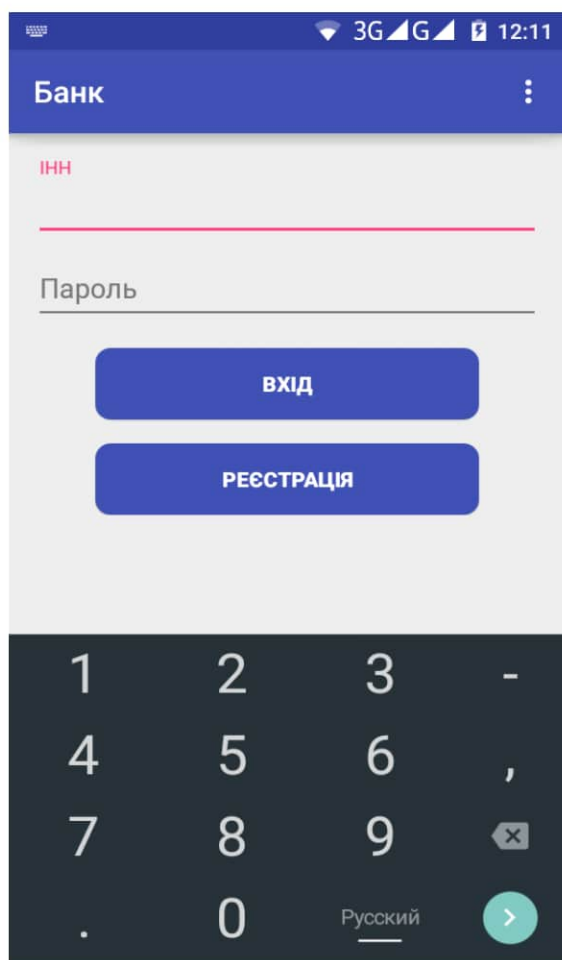 3G G 12:11
Банк
ІНН
Пароль
ВХІД
РЕЄСТРАЦІЯ
1 2 3 -
4 5 6 ,
7 8 9
. 0 Русский